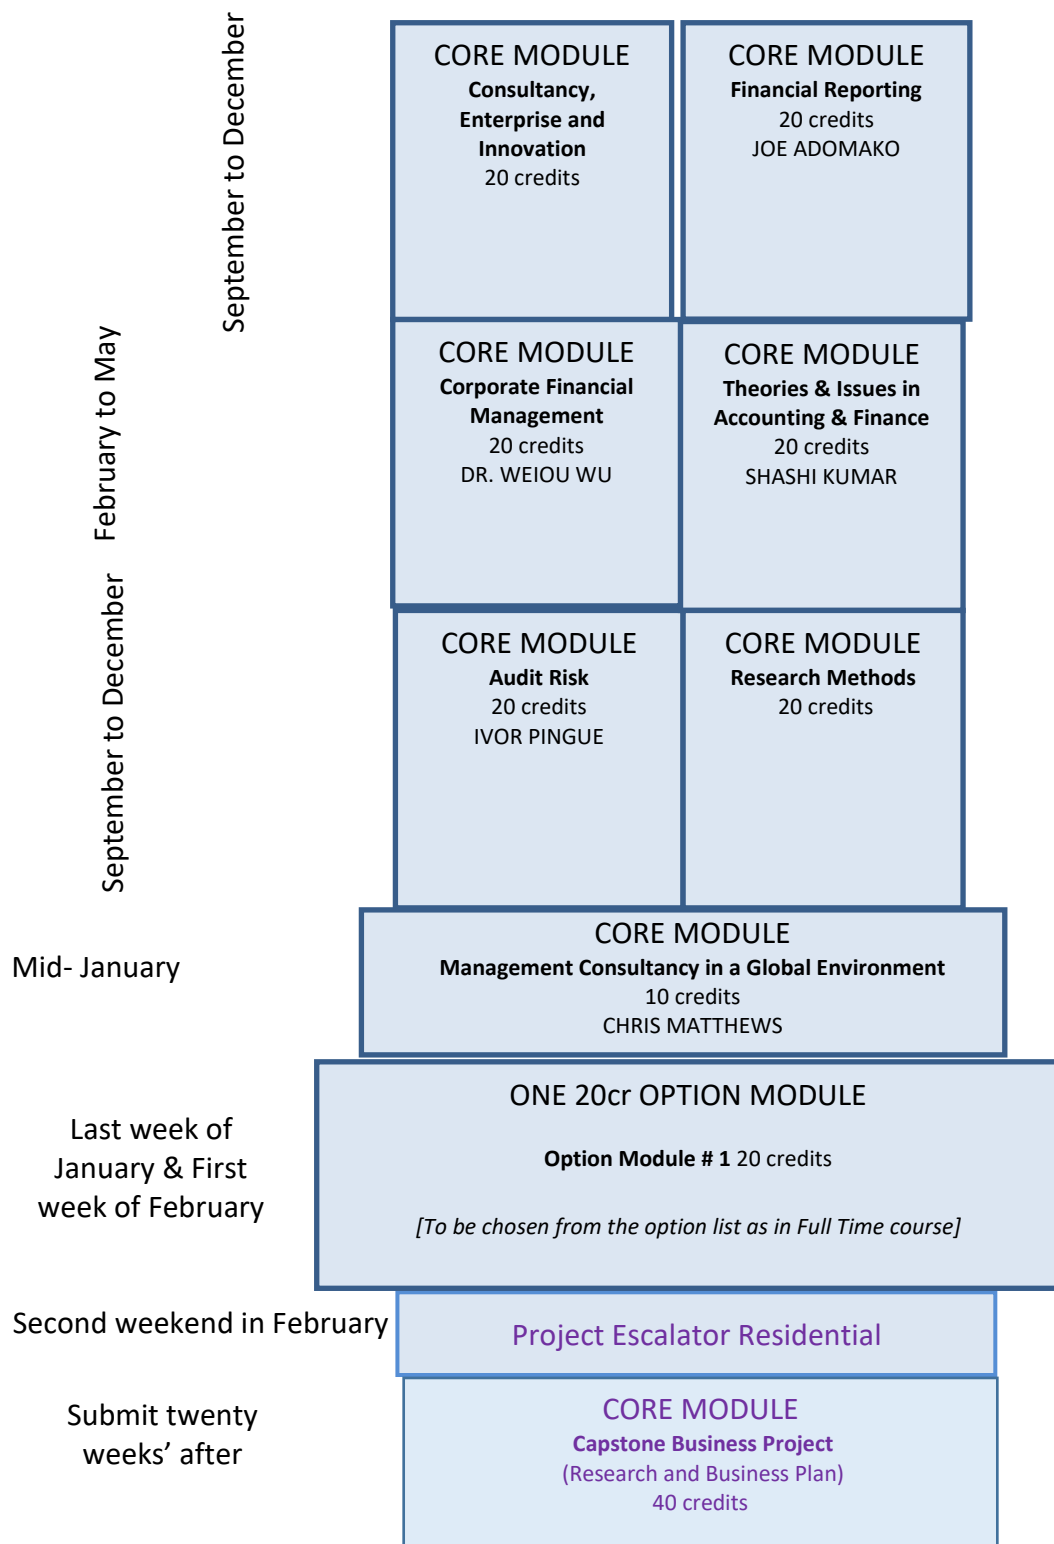 September to December
CORE MODULE
Consultancy,
Enterprise and
Innovation
20 credits
CORE MODULE
Financial Reporting
20 credits
JOE ADOMAKO
February to May
CORE MODULE
Corporate Financial
Management
20 credits
DR. WEIOU WU
CORE MODULE
Theories & Issues in
Accounting & Finance
20 credits
SHASHI KUMAR
September to December
CORE MODULE
Audit Risk
20 credits
IVOR PINGUE
CORE MODULE
Research Methods
20 credits
Mid- January
CORE MODULE
Management Consultancy in a Global Environment
10 credits
CHRIS MATTHEWS
Last week of
January & First
week of February
ONE 20cr OPTION MODULE
Option Module # 1 20 credits
[To be chosen from the option list as in Full Time course]
Second weekend in February
Project Escalator Residential
Submit twenty
weeks’ after
CORE MODULE
Capstone Business Project
(Research and Business Plan)
40 credits